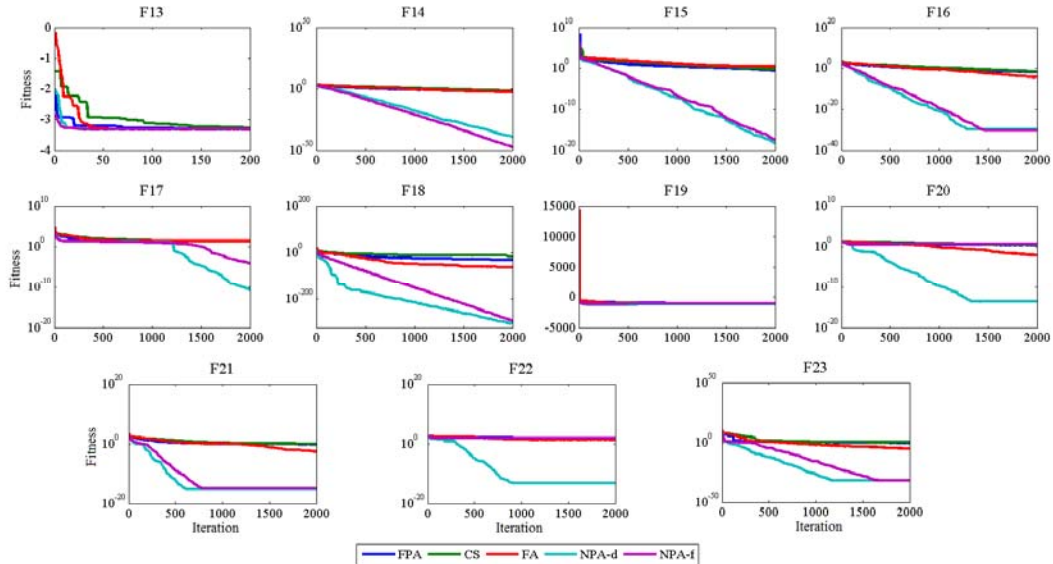 F13 F14 F15 F16
0 10^50 10^10 10^20
-1
-2 10^0 10^0 10^0
-3 10^-10 10^-20
-4 10^-50 10^-20 10^-40
Fitness
0 50 100 150 200 0 500 1000 1500 2000 0 500 1000 1500 2000 0 500 1000 1500 2000
F17 F18 F19 F20
10^10 10^200 15000 10^10
10^0 10^0 10000 10^0
10^-10 10^-200 5000 10^-10
0
10^-20 -5000 10^-20
Fitness
0 500 1000 1500 2000 0 500 1000 1500 2000 0 500 1000 1500 2000 0 500 1000 1500 2000
F21 F22 F23
10^20 10^20 10^50
10^0 10^0 10^0
10^-20 10^-20 10^-50
Fitness
0 500 1000 1500 2000 0 500 1000 1500 2000 0 500 1000 1500 2000
Iteration Iteration Iteration
FPA CS FA NPA-d NPA-f